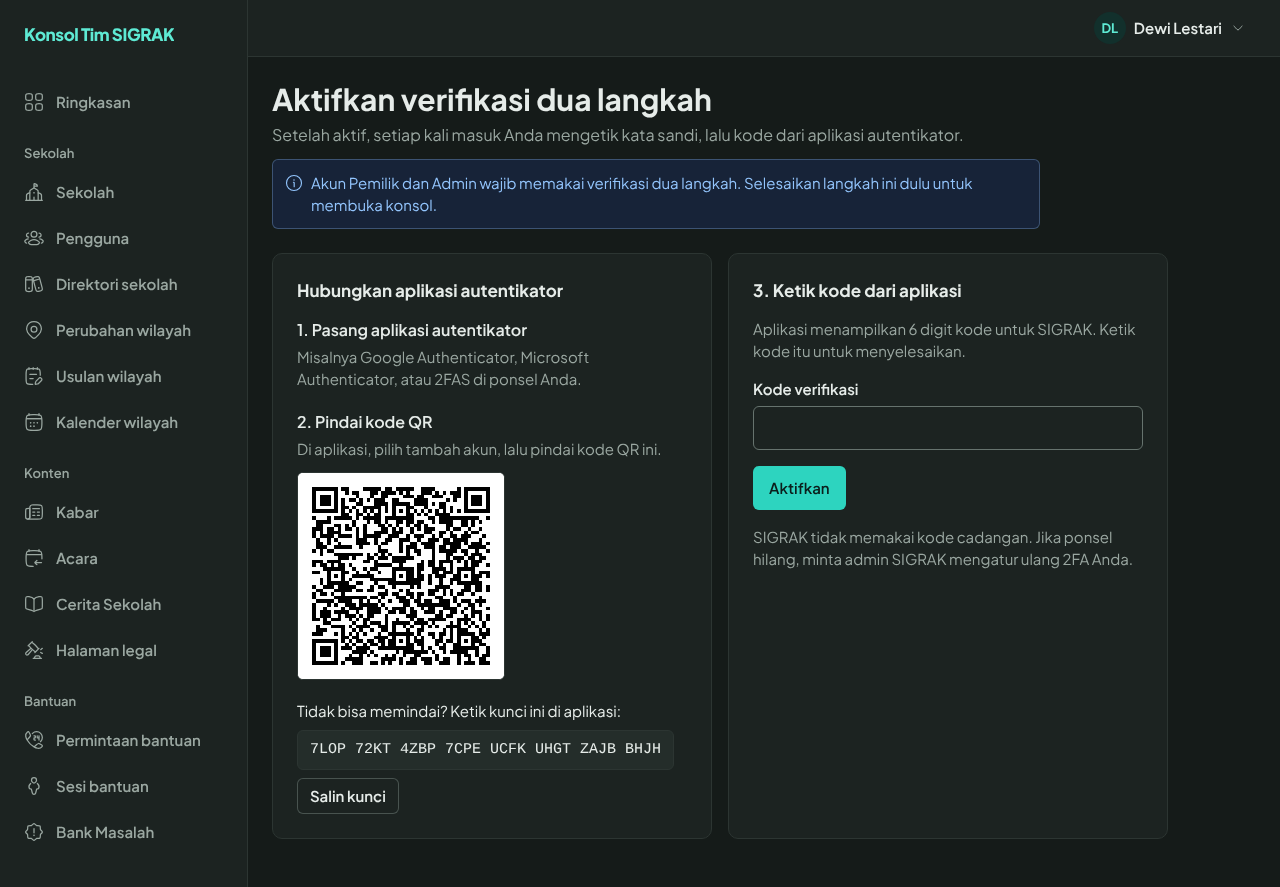 Konsol Tim SIGRAK
DL Dewi Lestari
Ringkasan
Sekolah
Sekolah
Pengguna
Direktori sekolah
Perubahan wilayah
Usulan wilayah
Kalender wilayah
Konten
Kabar
Acara
Cerita Sekolah
Halaman legal
Bantuan
Permintaan bantuan
Sesi bantuan
Bank Masalah
Aktifkan verifikasi dua langkah
Setelah aktif, setiap kali masuk Anda mengetik kata sandi, lalu kode dari aplikasi autentikator.
Akun Pemilik dan Admin wajib memakai verifikasi dua langkah. Selesaikan langkah ini dulu untuk
membuka konsol.
Hubungkan aplikasi autentikator
1. Pasang aplikasi autentikator
Misalnya Google Authenticator, Microsoft
Authenticator, atau 2FAS di ponsel Anda.
2. Pindai kode QR
Di aplikasi, pilih tambah akun, lalu pindai kode QR ini.
Tidak bisa memindai? Ketik kunci ini di aplikasi:
7LOP 72KT 4ZBP 7CPE UCFK UHGT ZAJB BHJH
Salin kunci
3. Ketik kode dari aplikasi
Aplikasi menampilkan 6 digit kode untuk SIGRAK. Ketik
kode itu untuk menyelesaikan.
Kode verifikasi
Aktifkan
SIGRAK tidak memakai kode cadangan. Jika ponsel
hilang, minta admin SIGRAK mengatur ulang 2FA Anda.